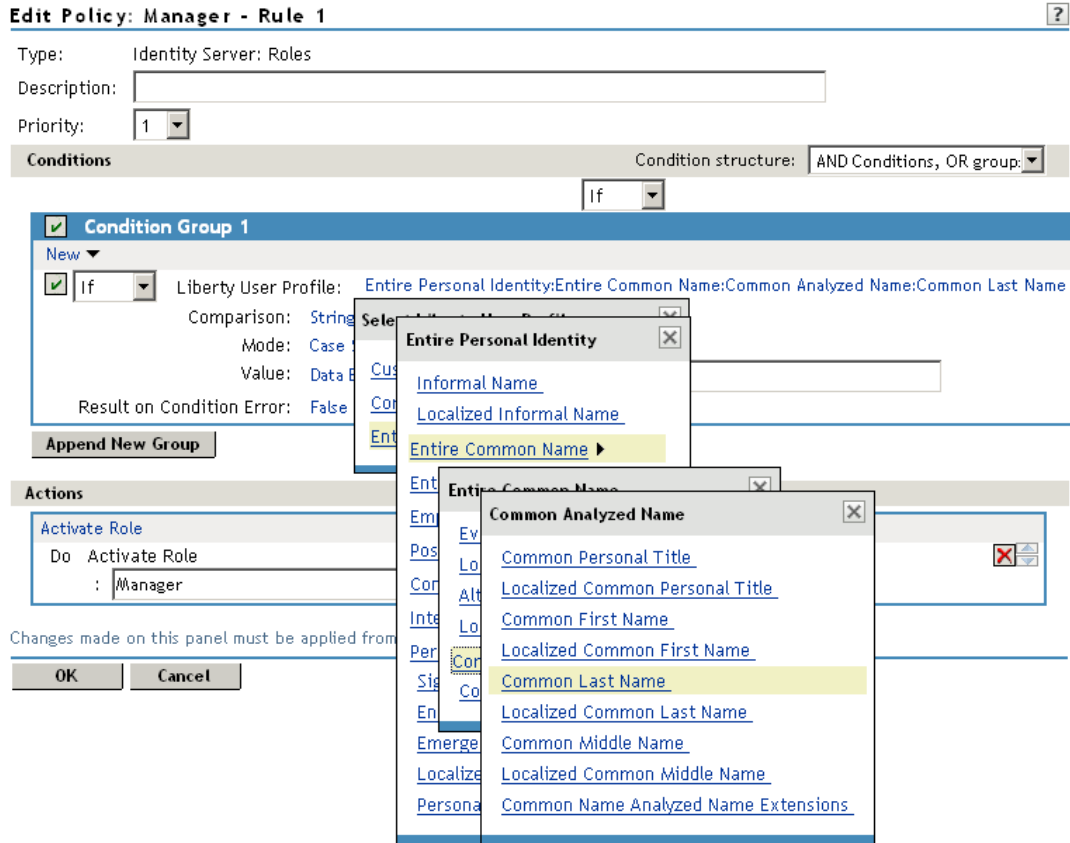 Edit Policy: Manager - Rule 1
?
Type: Identity Server: Roles
Description:
Priority: 1
Conditions
Condition structure: AND Conditions, OR group
If
Condition Group 1
New
If
Liberty User Profile: Entire Personal Identity:Entire Common Name:Common Analyzed Name:Common Last Name
Comparison: String
Mode: Case
Value: Data
Result on Condition Error: False
Append New Group
Entire Personal Identity
Informal Name
Localized Informal Name
Entire Common Name
Entire Common Name
Common Analyzed Name
Common Personal Title
Localized Common Personal Title
Common First Name
Localized Common First Name
Common Last Name
Localized Common Last Name
Common Middle Name
Localized Common Middle Name
Common Name Analyzed Name Extensions
Actions
Activate Role
Do Activate Role
: Manager
Changes made on this panel must be applied from
OK
Cancel